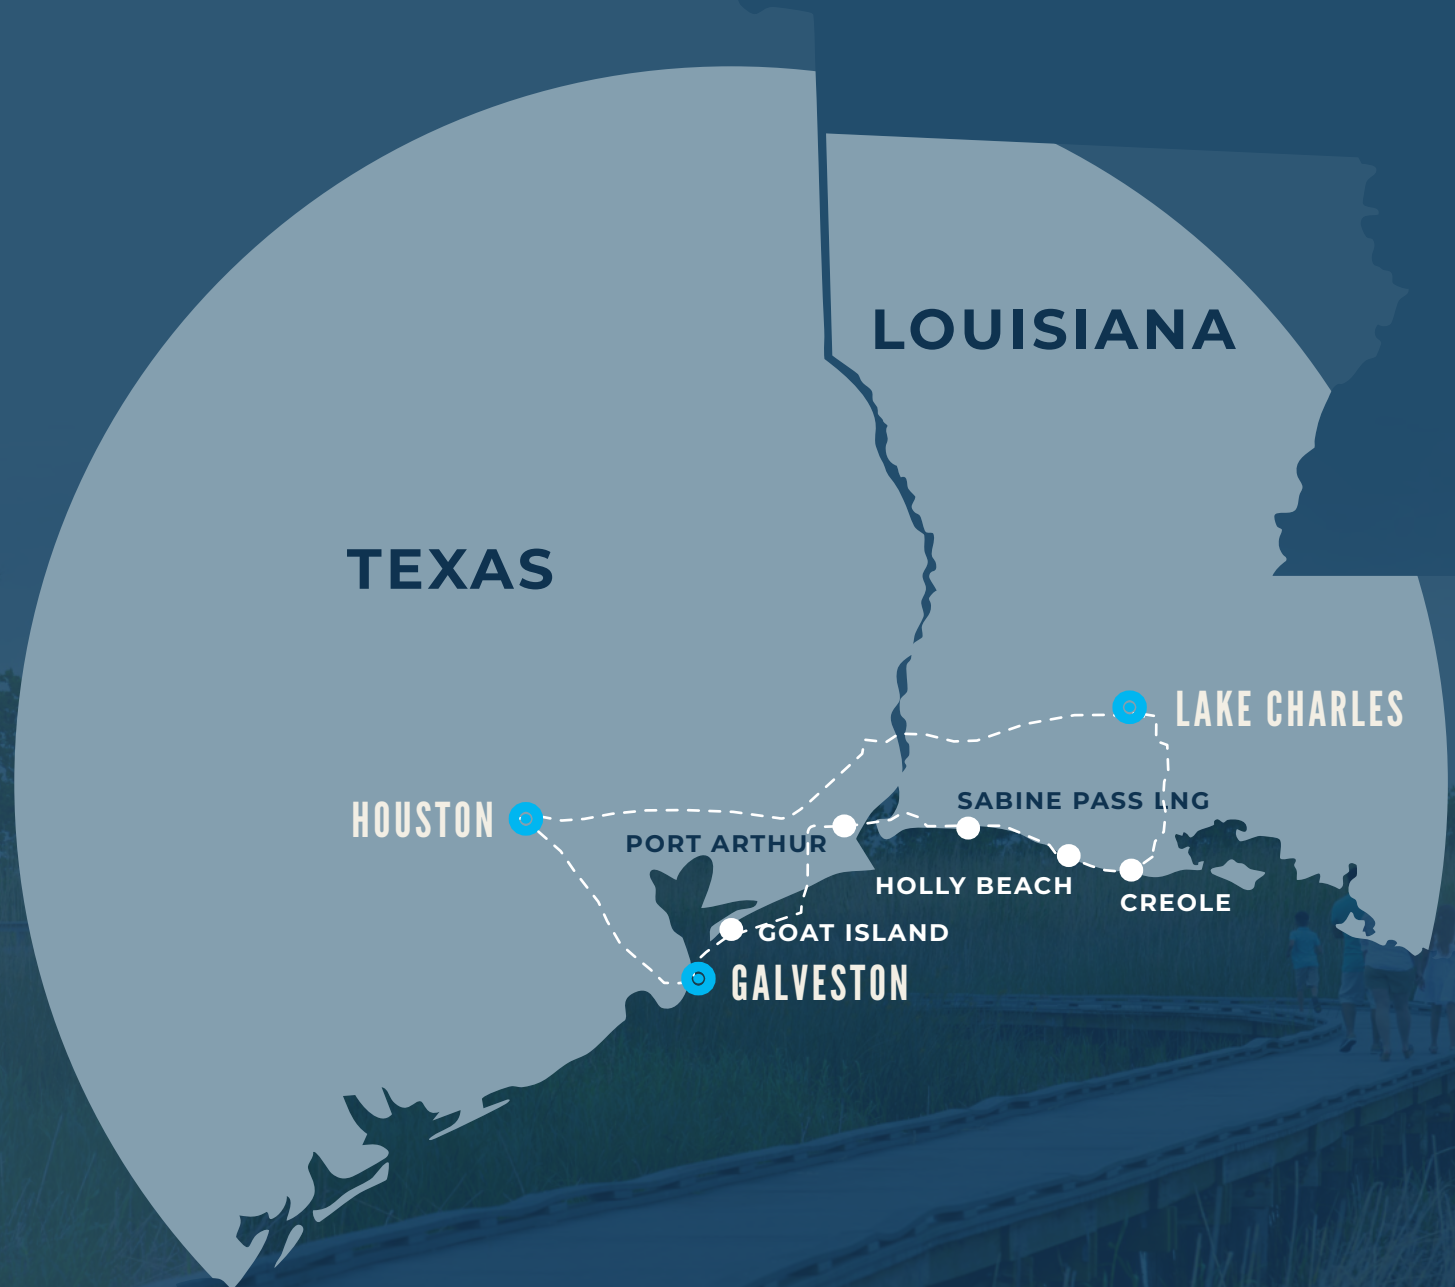 LOUISIANA
TEXAS
LAKE CHARLES
HOUSTON
SABINE PASS LNG
PORT ARTHUR
HOLLY BEACH
CREOLE
GOAT ISLAND
GALVESTON